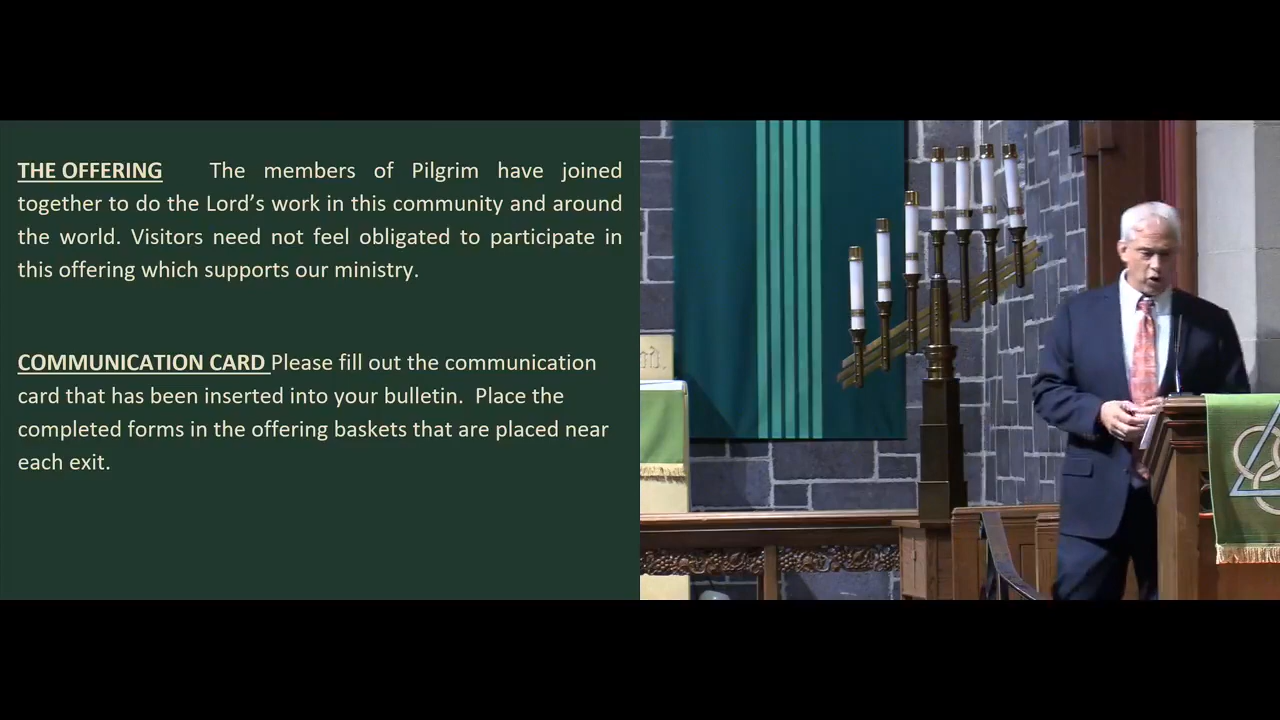 THE OFFERING The members of Pilgrim have joined
together to do the Lord's work in this community and around
the world. Visitors need not feel obligated to participate in
this offering which supports our ministry.
COMMUNICATION CARD Please fill out the communication
card that has been inserted into your bulletin. Place the
completed forms in the offering baskets that are placed near
each exit.